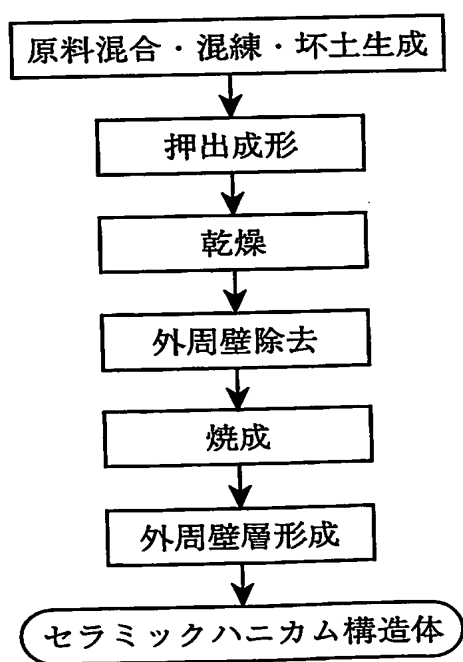 原料混合・混練・坏土生成
押出成形
乾燥
外周壁除去
焼成
外周壁層形成
セラミックハニカム構造体